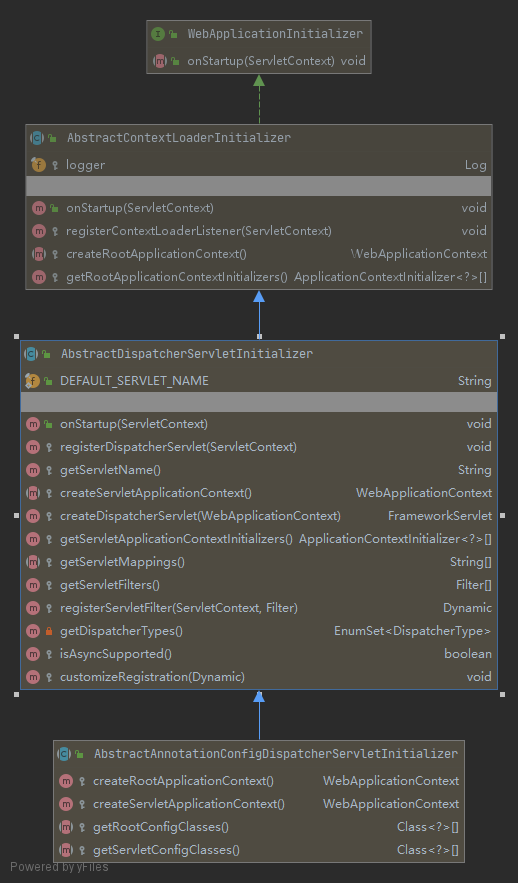 WebApplicationInitializer
onStartup(ServletContext) void
AbstractContextLoaderInitializer
logger Log
onStartup(ServletContext) void
registerContextLoaderListener(ServletContext) void
createRootApplicationContext() WebApplicationContext
getRootApplicationContextInitializers() ApplicationContextInitializer<?>[]
AbstractDispatcherServletInitializer
DEFAULT_SERVLET_NAME String
onStartup(ServletContext) void
registerDispatcherServlet(ServletContext) void
getServletName() String
createServletApplicationContext() WebApplicationContext
createDispatcherServlet(WebApplicationContext) FrameworkServlet
getServletApplicationContextInitializers() ApplicationContextInitializer<?>[]
getServletMappings() String[]
getServletFilters() Filter[]
registerServletFilter(ServletContext, Filter) Dynamic
getDispatcherTypes() EnumSet<DispatcherType>
isAsyncSupported() boolean
customizeRegistration(Dynamic) void
AbstractAnnotationConfigDispatcherServletInitializer
createRootApplicationContext() WebApplicationContext
createServletApplicationContext() WebApplicationContext
getRootConfigClasses() Class<?>[]
getServletConfigClasses() Class<?>[]
Powered by yFiles